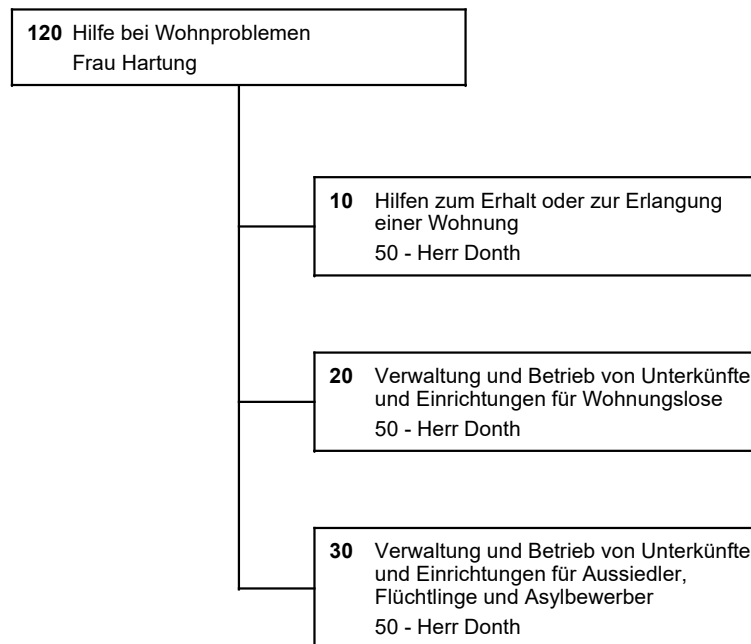 120 Hilfe bei Wohnproblemen
Frau Hartung
10 Hilfen zum Erhalt oder zur Erlangung
einer Wohnung
50 - Herr Donth
20 Verwaltung und Betrieb von Unterkünfte
und Einrichtungen für Wohnungslose
50 - Herr Donth
30 Verwaltung und Betrieb von Unterkünfte
und Einrichtungen für Aussiedler,
Flüchtlinge und Asylbewerber
50 - Herr Donth